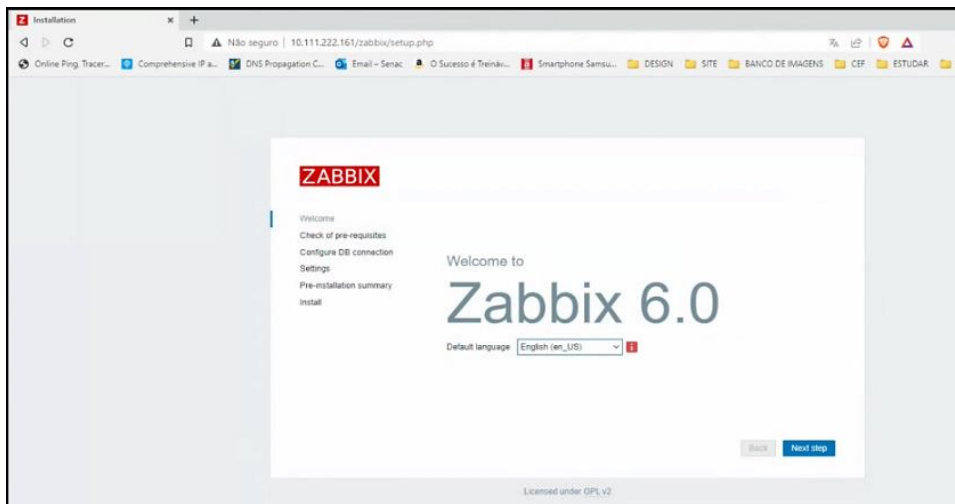 Installation
Não seguro | 10.111.222.161/zabbix/setup.php
Online Ping, Tracer... Comprehensive IP a... DNS Propagation C... Email – Senac O Sucesso é Treináv... Smartphone Samsu... DESIGN SITE BANCO DE IMAGENS CEF ESTUDAR
ZABBIX
Welcome
Check of pre-requisites
Configure DB connection
Settings
Pre-installation summary
Install
Welcome to
Zabbix 6.0
Default language English (en_US)
Back Next step
Licensed under GPL v2